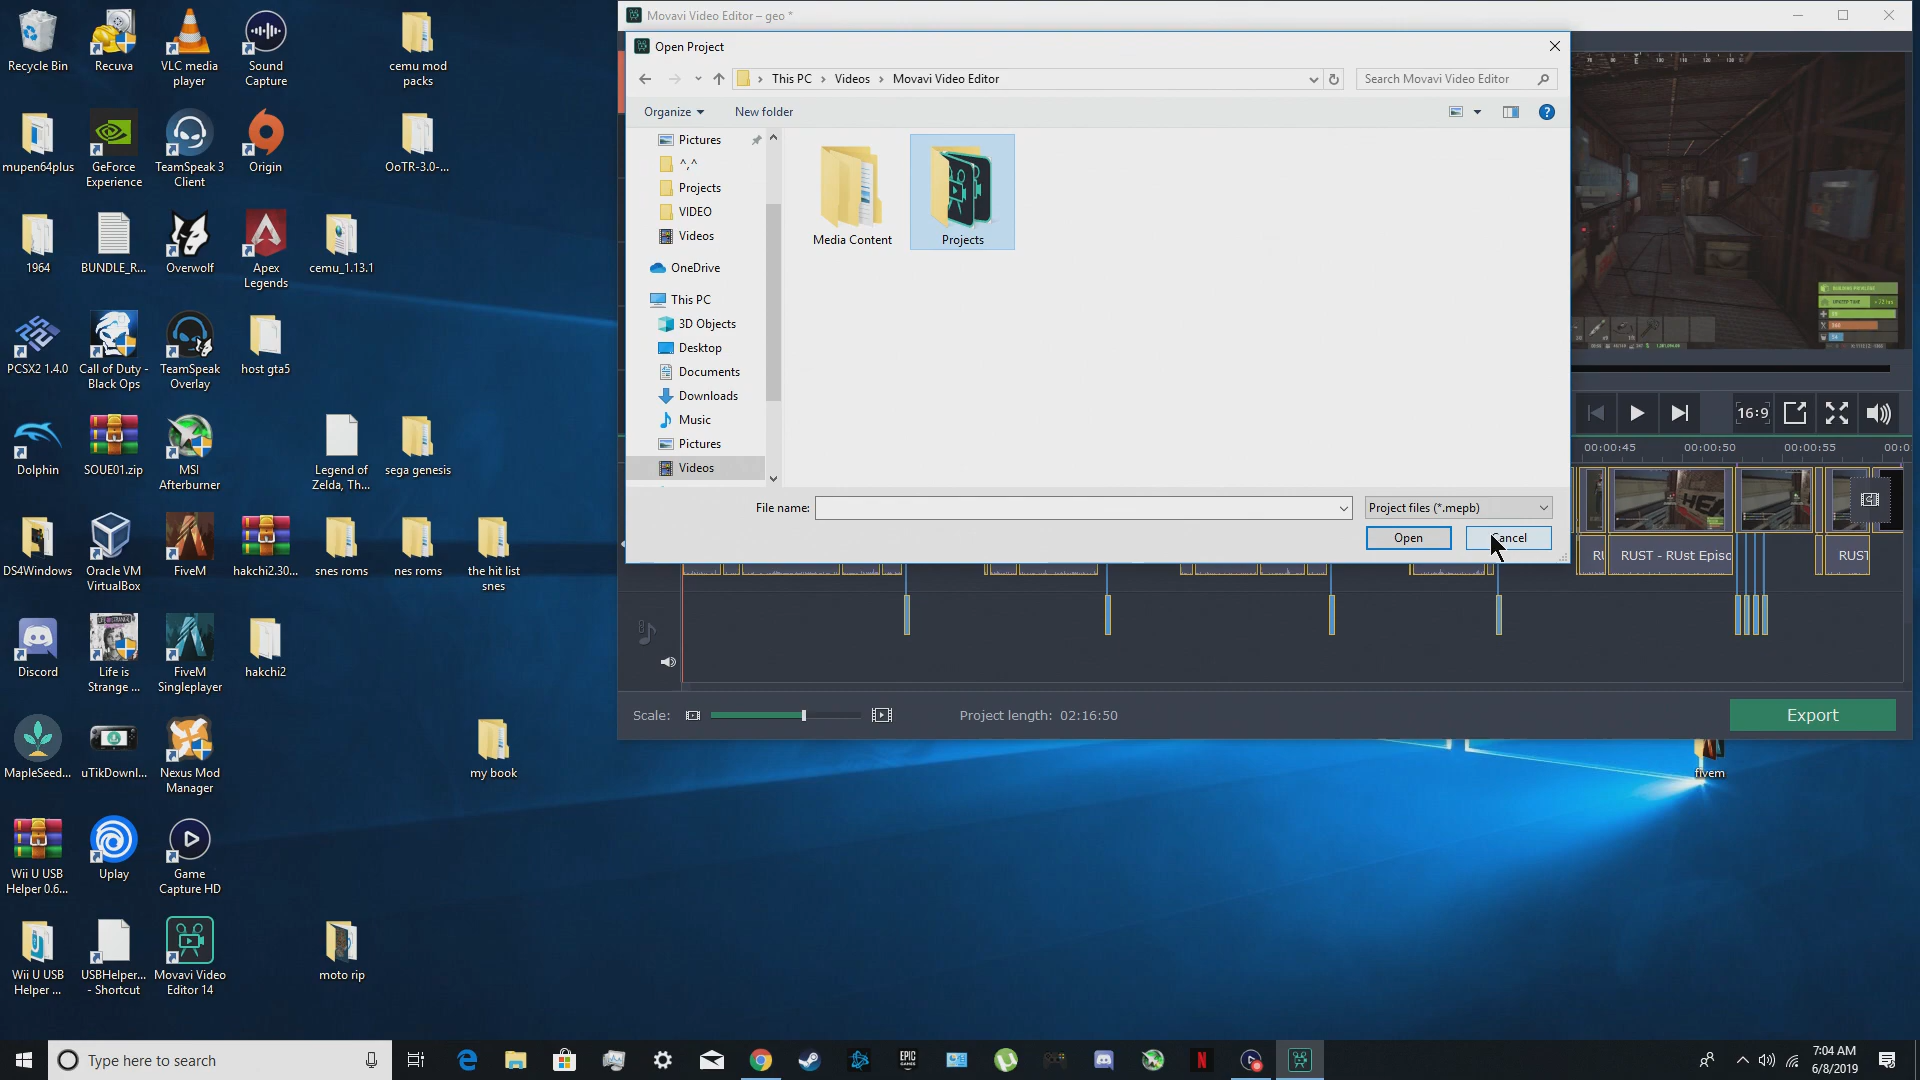 Recycle Bin
Recuva
VLC media
player
Sound
Capture
cemu mod
packs
mupen64plus
GeForce
Experience
TeamSpeak 3
Client
Origin
OoTR-3.0-...
1964
BUNDLE_R...
Overwolf
Apex
Legends
cemu_1.13.1
PCSX2 1.4.0
Call of Duty -
Black Ops
TeamSpeak
Overlay
host gta5
Dolphin
SOUE01.zip
MSI
Afterburner
Legend of
Zelda, Th...
sega genesis
DS4Windows
Oracle VM
VirtualBox
FiveM
hakchi2.30...
snes roms
nes roms
the hit list
snes
Discord
Life is
Strange ...
FiveM
Singleplayer
hakchi2
MapleSeed...
uTikDownl...
Nexus Mod
Manager
my book
Wii U USB
Helper 0.6...
Uplay
Game
Capture HD
Wii U USB
Helper ...
USBHelper...
- Shortcut
Movavi Video
Editor 14
moto rip
fivem
Movavi Video Editor – geo *
Open Project
This PC
Videos
Movavi Video Editor
Search Movavi Video Editor
Organize
New folder
Pictures
^,^
Projects
VIDEO
Videos
OneDrive
This PC
3D Objects
Desktop
Documents
Downloads
Music
Pictures
Videos
Media Content
Projects
File name:
Project files (*.mepb)
Open
Cancel
16:9
00:00:45
00:00:50
00:00:55
00:0
RU
RUST - RUst Episo
RUST
Scale:
Project length: 02:16:50
Export
Type here to search
EPIC
GAMES
N
7:04 AM
6/8/2019